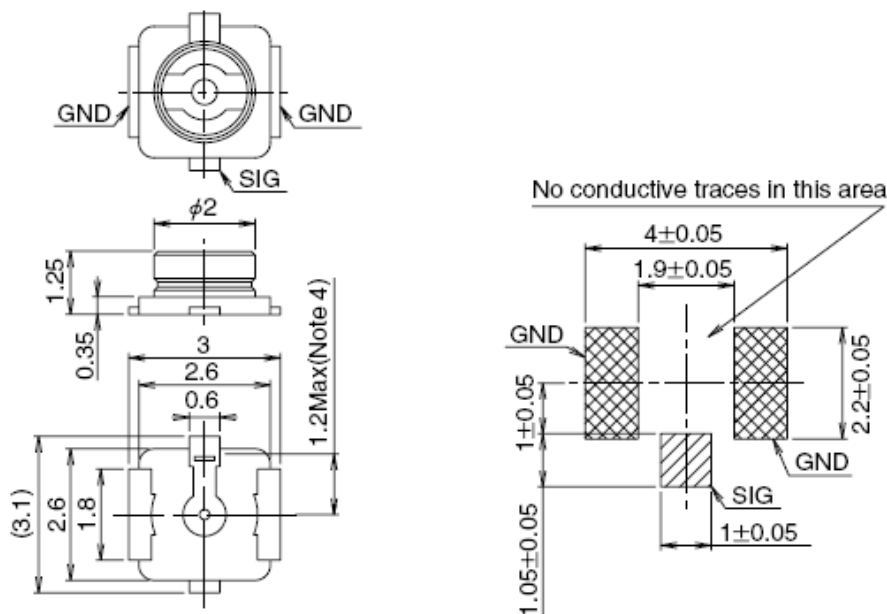 GND
GND
SIG
ϕ2
1.25
0.35
3
2.6
0.6
1.2Max(Note 4)
(3.1)
2.6
1.8
No conductive traces in this area
4±0.05
1.9±0.05
GND
1±0.05
2.2±0.05
GND
SIG
1.05±0.05
1±0.05